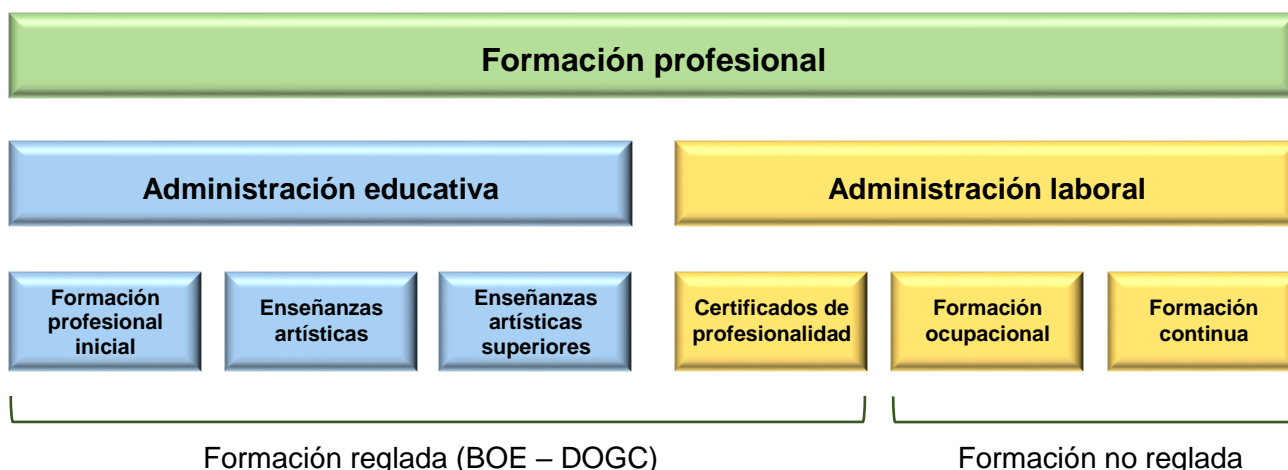 Formación profesional
Administración educativa
Administración laboral
Formación
profesional
inicial
Enseñanzas
artísticas
Enseñanzas
artísticas
superiores
Certificados de
profesionalidad
Formación
ocupacional
Formación
continua
Formación reglada (BOE – DOGC)
Formación no reglada